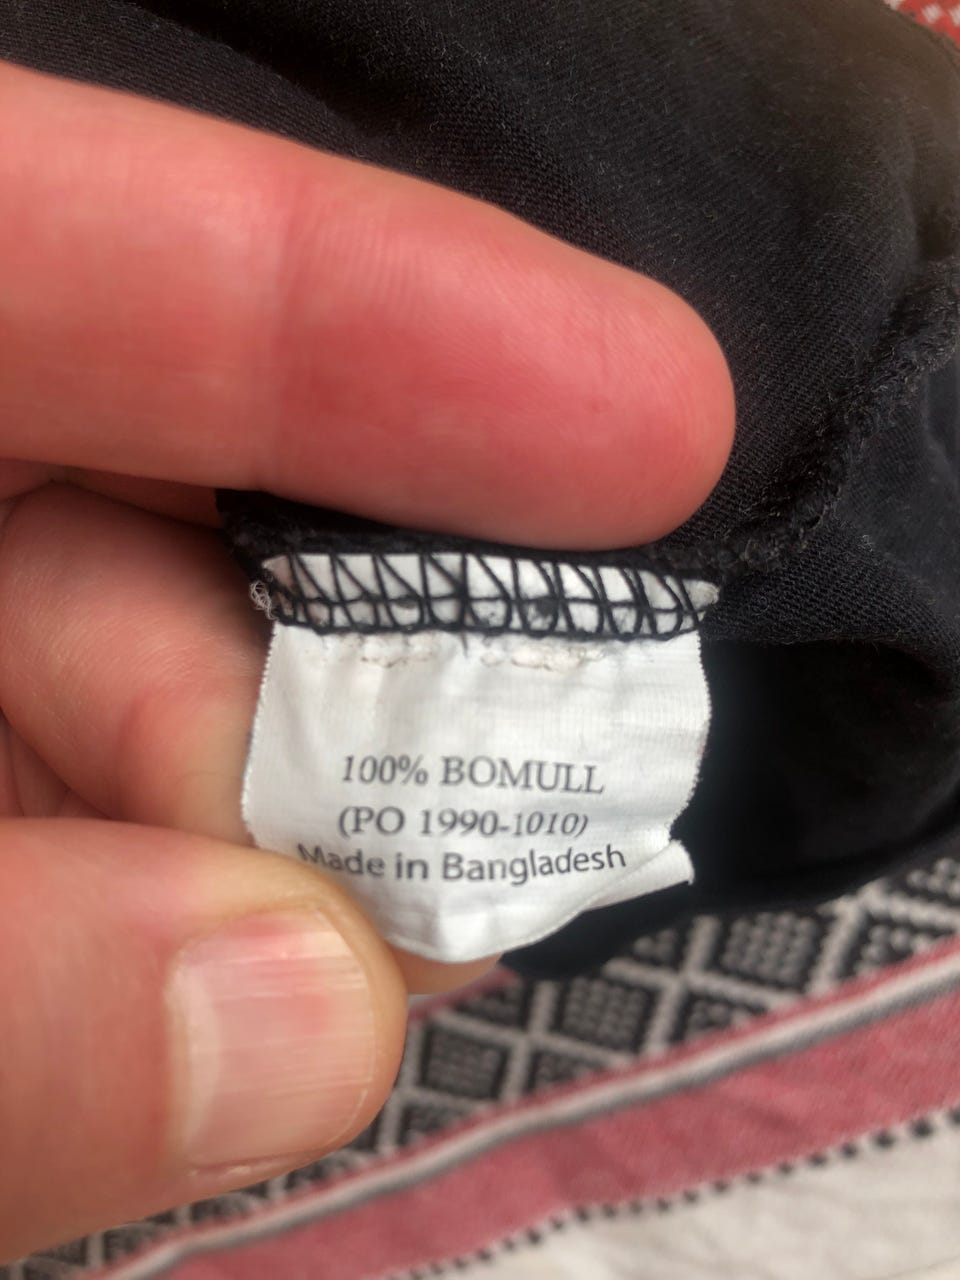 100% BOMULL
(PO 1990-1010)
Made in Bangladesh